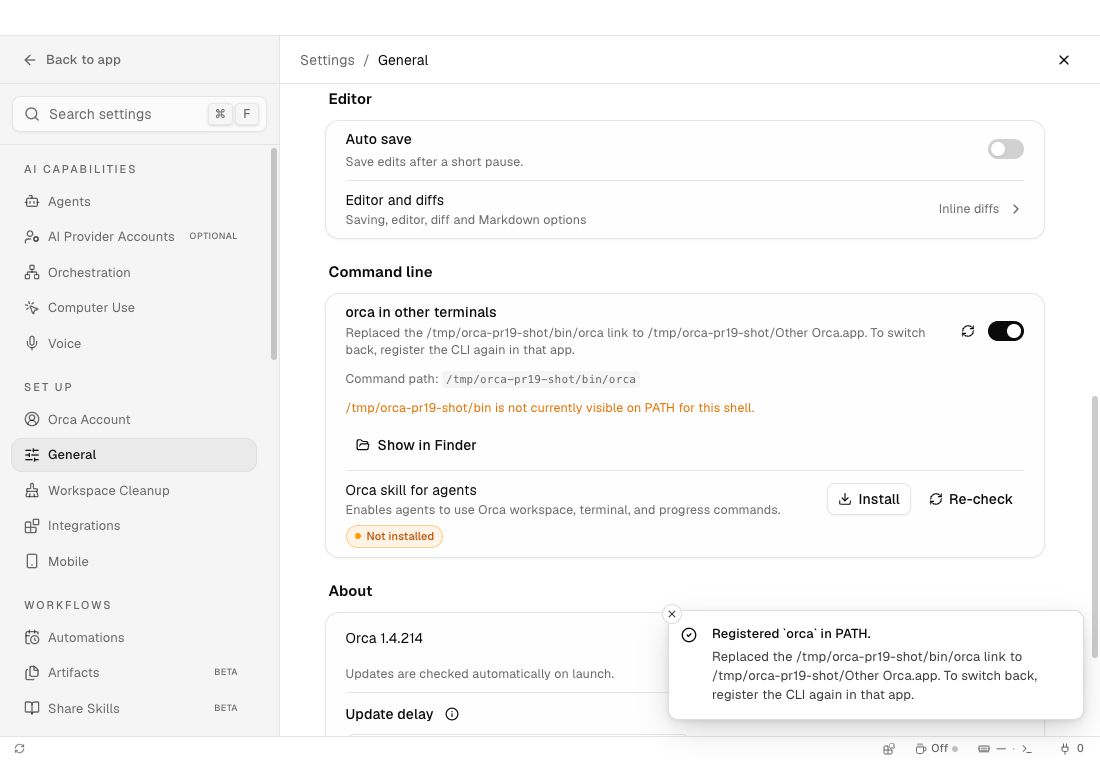 Back to app
Search settings
⌘ F
AI CAPABILITIES
Agents
AI Provider Accounts OPTIONAL
Orchestration
Computer Use
Voice
SET UP
Orca Account
General
Workspace Cleanup
Integrations
Mobile
WORKFLOWS
Automations
Artifacts BETA
Share Skills BETA
Settings / General
Editor
Auto save
Save edits after a short pause.
Editor and diffs
Saving, editor, diff and Markdown options
Inline diffs
Command line
orca in other terminals
Replaced the /tmp/orca-pr19-shot/bin/orca link to /tmp/orca-pr19-shot/Other Orca.app. To switch
back, register the CLI again in that app.
Command path: /tmp/orca-pr19-shot/bin/orca
/tmp/orca-pr19-shot/bin is not currently visible on PATH for this shell.
Show in Finder
Orca skill for agents
Enables agents to use Orca workspace, terminal, and progress commands.
Not installed
Install
Re-check
About
Orca 1.4.214
Updates are checked automatically on launch.
Update delay
Registered `orca` in PATH.
Replaced the /tmp/orca-pr19-shot/bin/orca link to
/tmp/orca-pr19-shot/Other Orca.app. To switch back,
register the CLI again in that app.
Off
— ·
0